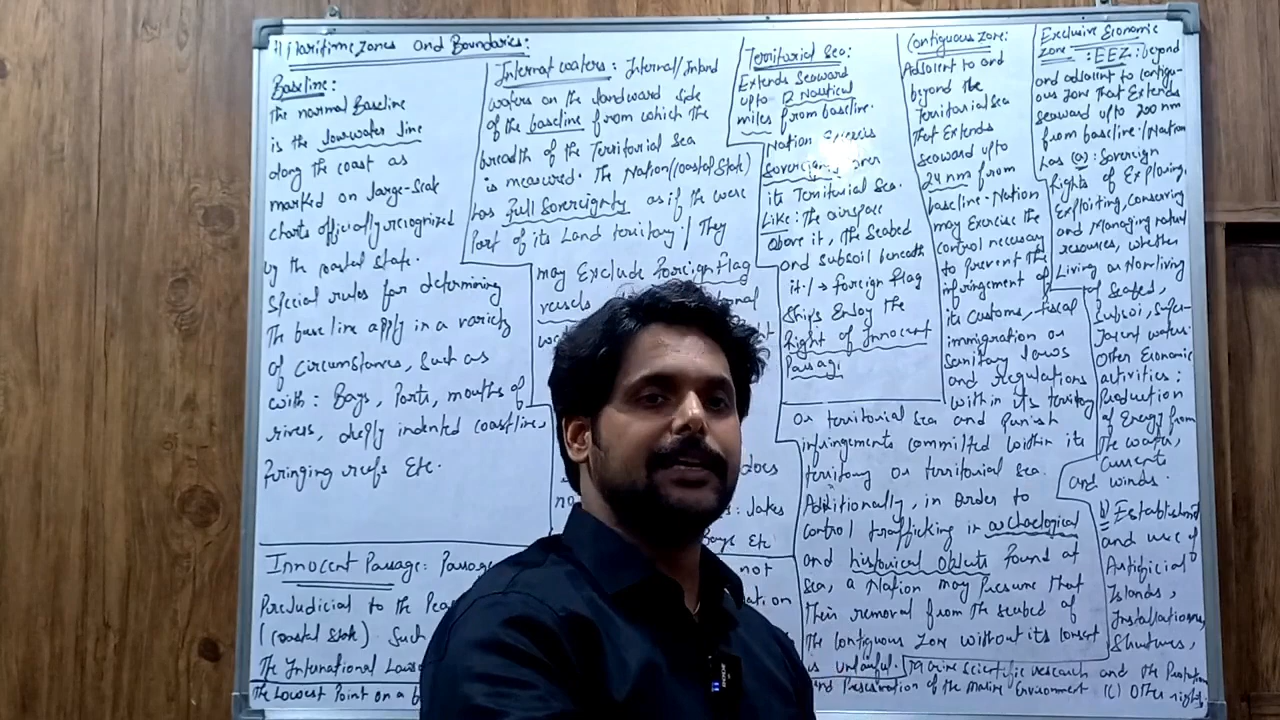 Maritime Zones and Boundaries:
Baseline:
The normal Baseline
is the lowwater line
along the coast as
marked on large-scale
charts officially recognized
by the coastal state.
Special rules for determining
The base line apply in a variety
of circumstances, such as
with: Bays, Ports, mouths of
rivers, deeply indented coastline,
Fringing reefs Etc.
Innocent Passage: Passage
Prejudicial to the Pea
(coastal state). Such
The International Laws
The Lowest Point on a b
Internal waters: Internal/Inland
waters on the landward side
of the baseline from which the
breadth of the Territorial Sea
is measured. The Nation(coastal state)
has Full Sovereignty as if the were
Part of its Land territory. They
may Exclude Foreign Flag
vessels
does
no
: Lakes
Bays Etc
not
ation
Territorial Sea:
Extends Seaward
upto 12 Nautical
miles from baseline.
Nation
Sovereignty over
its Territorial Sea.
Like: The airspace
above it, the Seabed
and subsoil beneath
it. → foreign flag
Ships Enjoy the
Right of Innocent
Passage
Contiguous Zone:
Adjacent to and
beyond the
Territorial Sea
That Extends
seaward upto
24 nm from
baseline-Nation
may Exercise the
control necessary
to prevent the
infringement of
its customs, fiscal
immigration or
Sanitary laws
and regulations
within its territory
or territorial sea and Punish
infringements committed within its
territory or territorial sea.
Additionally, in order to
control trafficking in archaelogical
and historical objects found at
sea, a Nation may Presume that
Their removal from the seabed of
The Contiguous Zone without its consent
is unlawful.
Exclusive Economic
Zone :EEZ: beyond
and adjacent to contigu-
ous zone that Extends
seaward upto 200 nm
from baseline. Nation
has (a): Sovereign
Rights of Exploring,
Exploiting, Conserving
and Managing natural
resources, whether
Living or Nonliving
of Seabed,
Subsoi, Super-
Jacent waters.
Other Economic
activities:
Production
of Energy from
The water,
Currents
and winds.
b) Establishment
and use of
Artificial
Islands,
Installations,
Structures,
Marine scientific research and the Protection
and Preservation of the Marine Environment (c) Other rights;